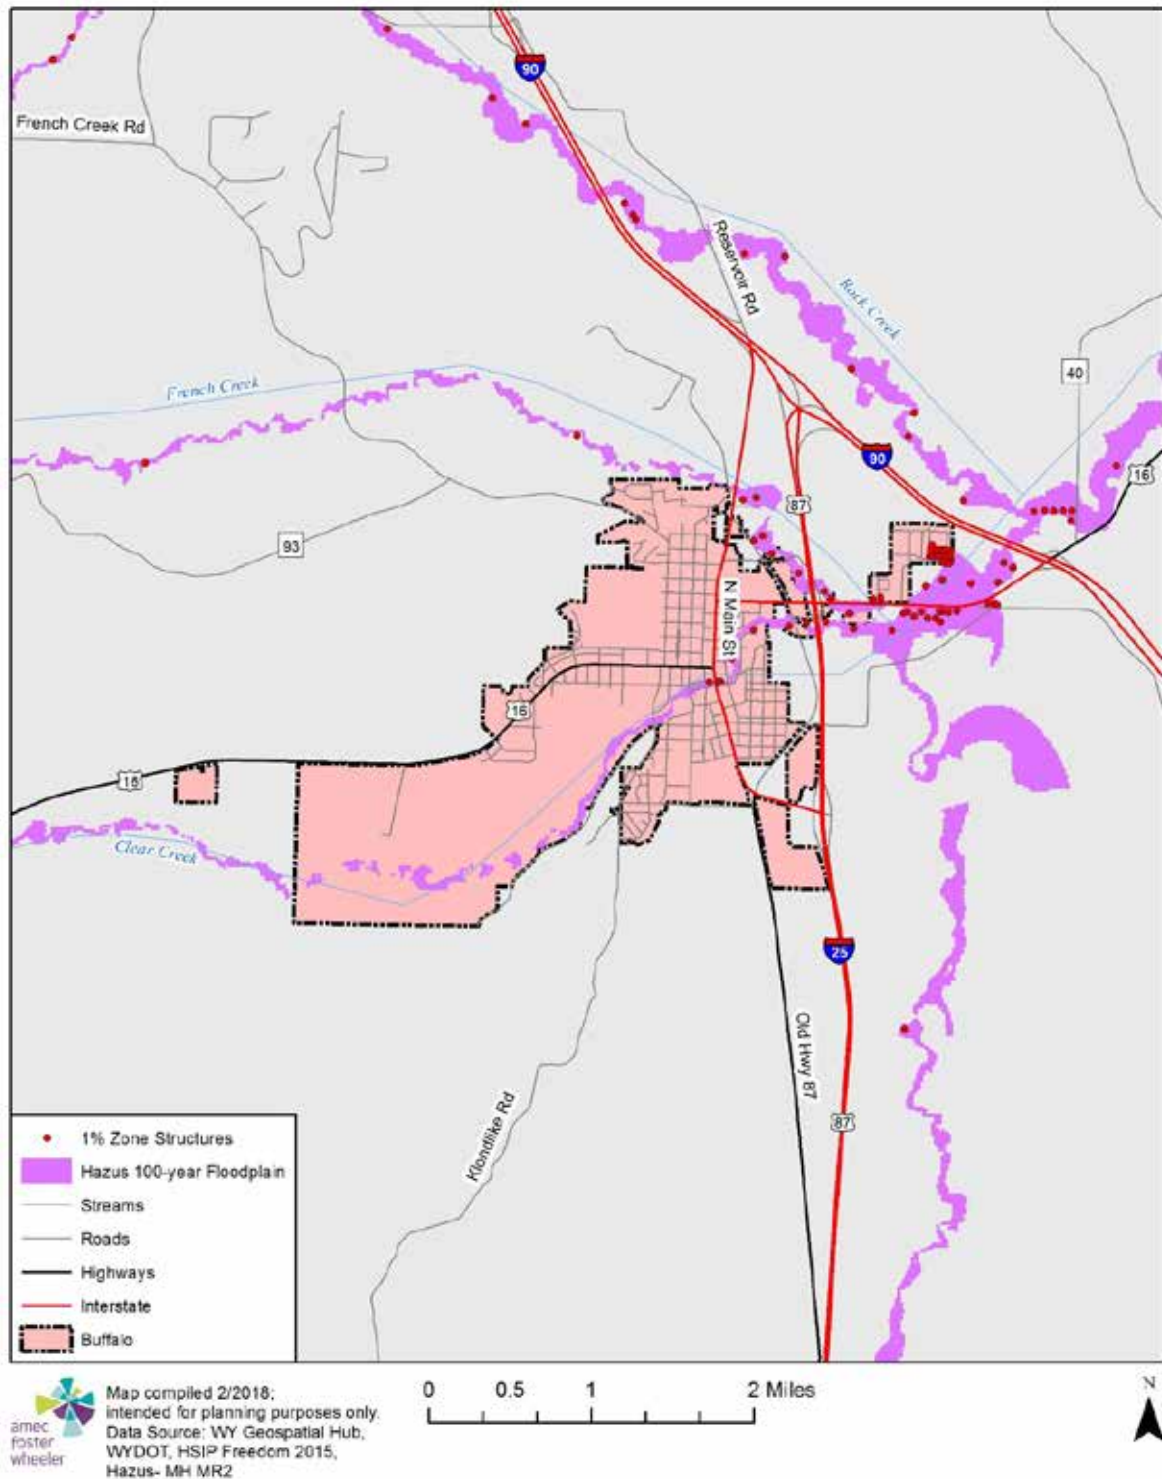 90
French Creek Rd
Reservoir Rd
Rock Creek
40
French Creek
90
16
87
93
N Main St
16
16
Clear Creek
25
Old Hwy 87
Klondike Rd
87
1% Zone Structures
Hazus 100-year Floodplain
Streams
Roads
Highways
Interstate
Buffalo
amec
foster
wheeler
Map compiled 2/2018;
intended for planning purposes only.
Data Source: WY Geospatial Hub,
WYDOT, HSIP Freedom 2015,
Hazus- MH MR2
0 0.5 1 2 Miles
N